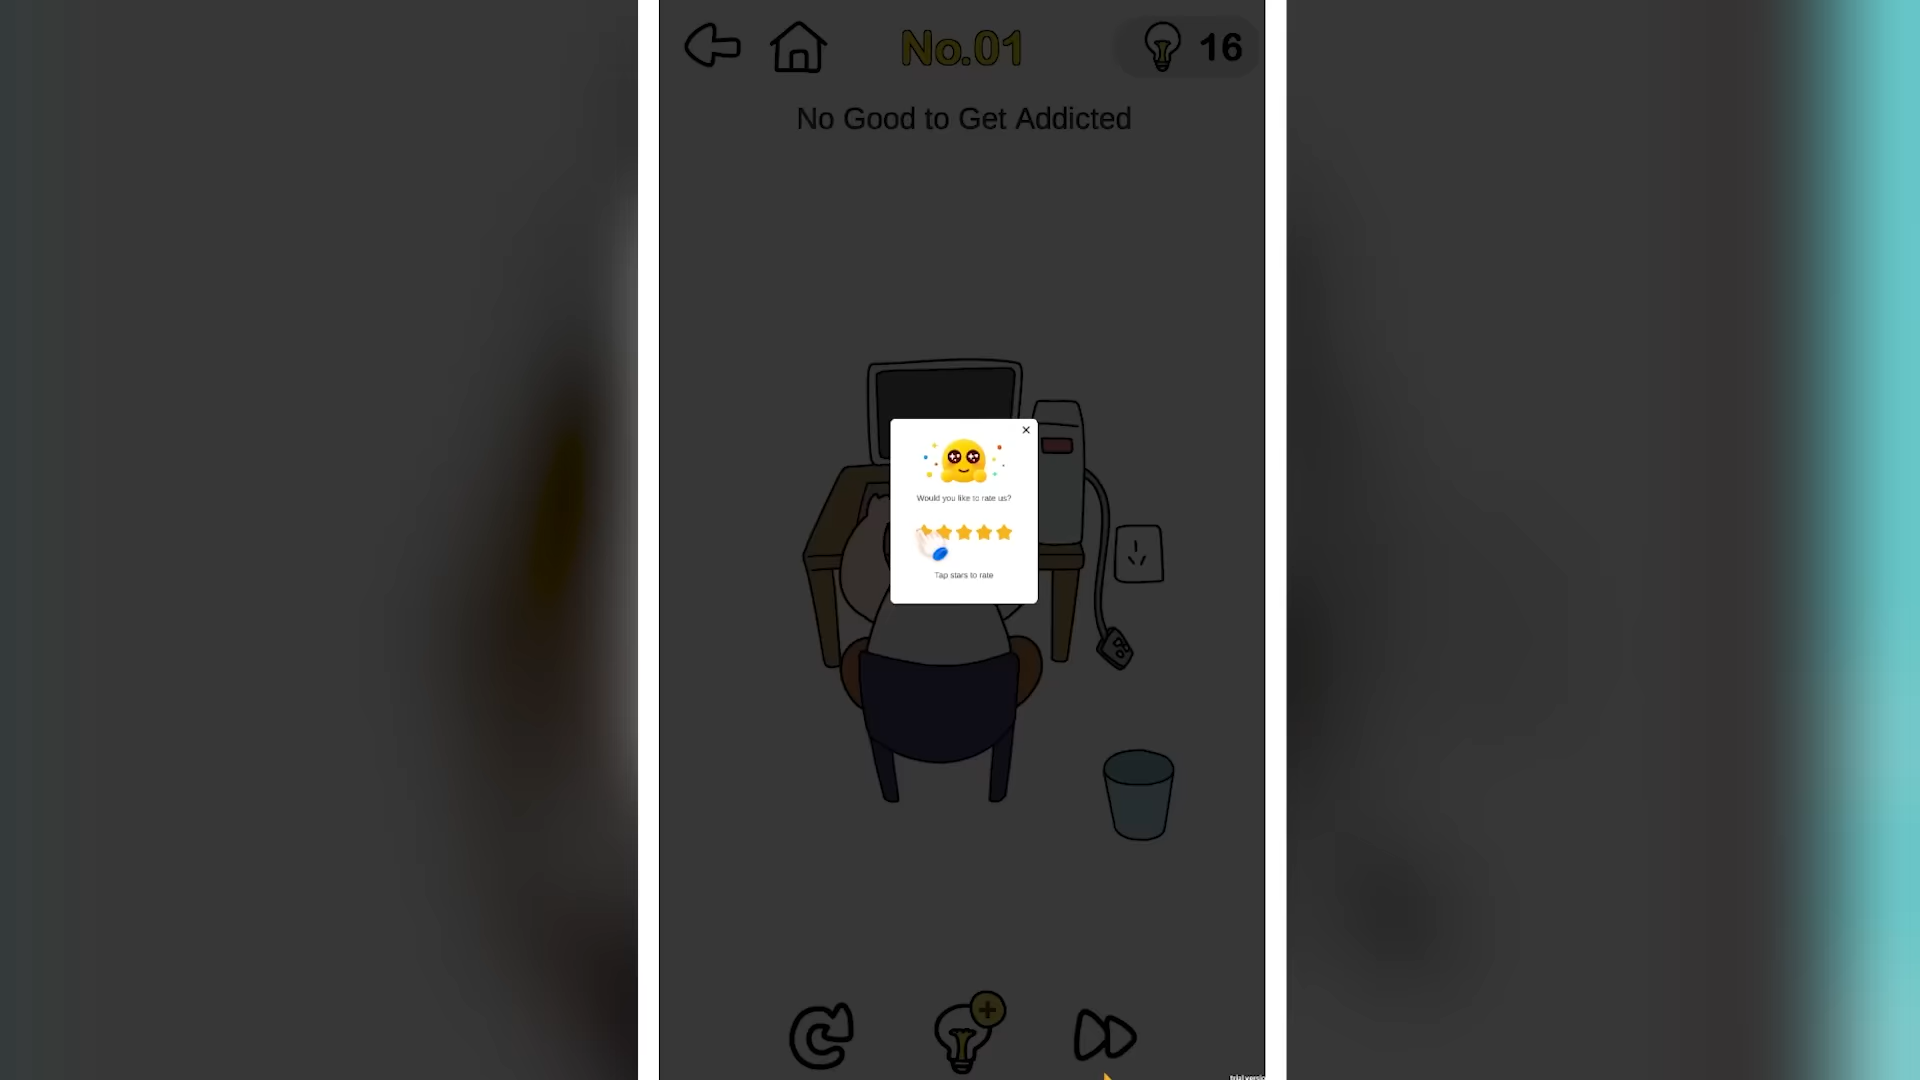 No.01
16
No Good to Get Addicted
Would you like to rate us?
Tap stars to rate